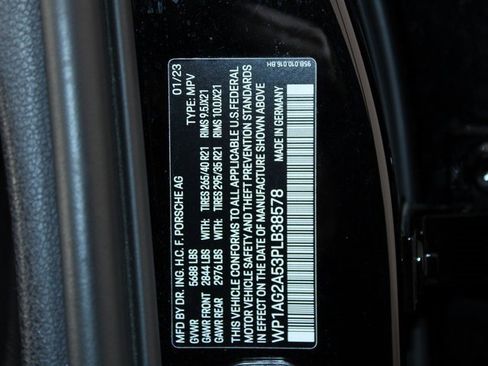 95B.010.016.BH
MFD BY DR. ING. H.C. F. PORSCHE AG 01/23
GVWR 5688 LBS TYPE: MPV
GAWR FRONT 2844 LBS WITH: TIRES 265/40 R21 RIMS 9.5JX21
GAWR REAR 2976 LBS WITH: TIRES 295/35 R21 RIMS 10.0JX21
THIS VEHICLE CONFORMS TO ALL APPLICABLE U.S.FEDERAL
MOTOR VEHICLE SAFETY AND THEFT PREVENTION STANDARDS
IN EFFECT ON THE DATE OF MANUFACTURE SHOWN ABOVE
WP1AG2A53PLB38578 MADE IN GERMANY